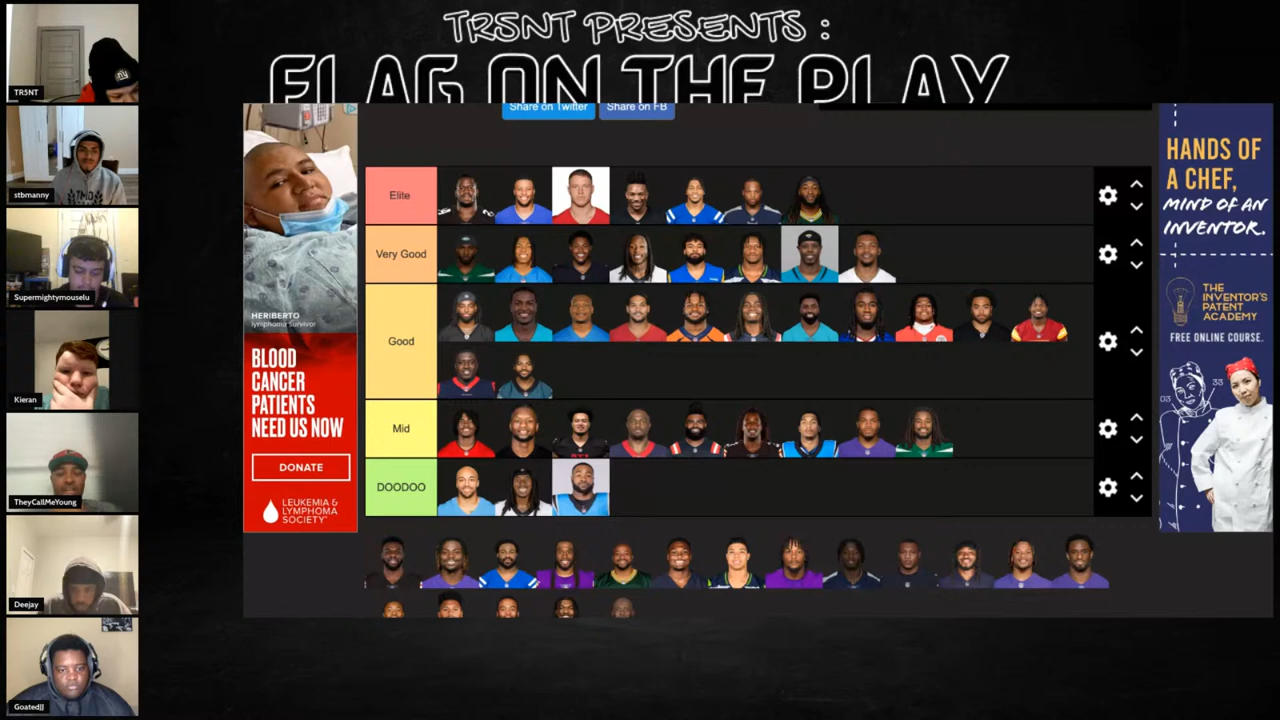 TR5NT PRESENTS :
FLAG ON THE PLAY
TR5NT
stbmanny
Supermightymouselu
Kieran
TheyCallMeYoung
Deejay
GoatedJJ
Share on Twitter
Share on FB
HERIBERTO
lymphoma survivor
BLOOD
CANCER
PATIENTS
NEED US NOW
DONATE
LEUKEMIA &
LYMPHOMA
SOCIETY
Elite
Very Good
Good
Mid
DOODOO
HANDS OF
A CHEF,
MIND OF AN
INVENTOR.
THE
INVENTOR'S
PATENT
ACADEMY
FREE ONLINE COURSE.
33